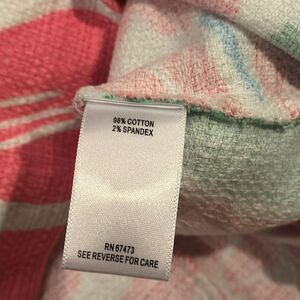 98% COTTON
2% SPANDEX
RN 67473
SEE REVERSE FOR CARE